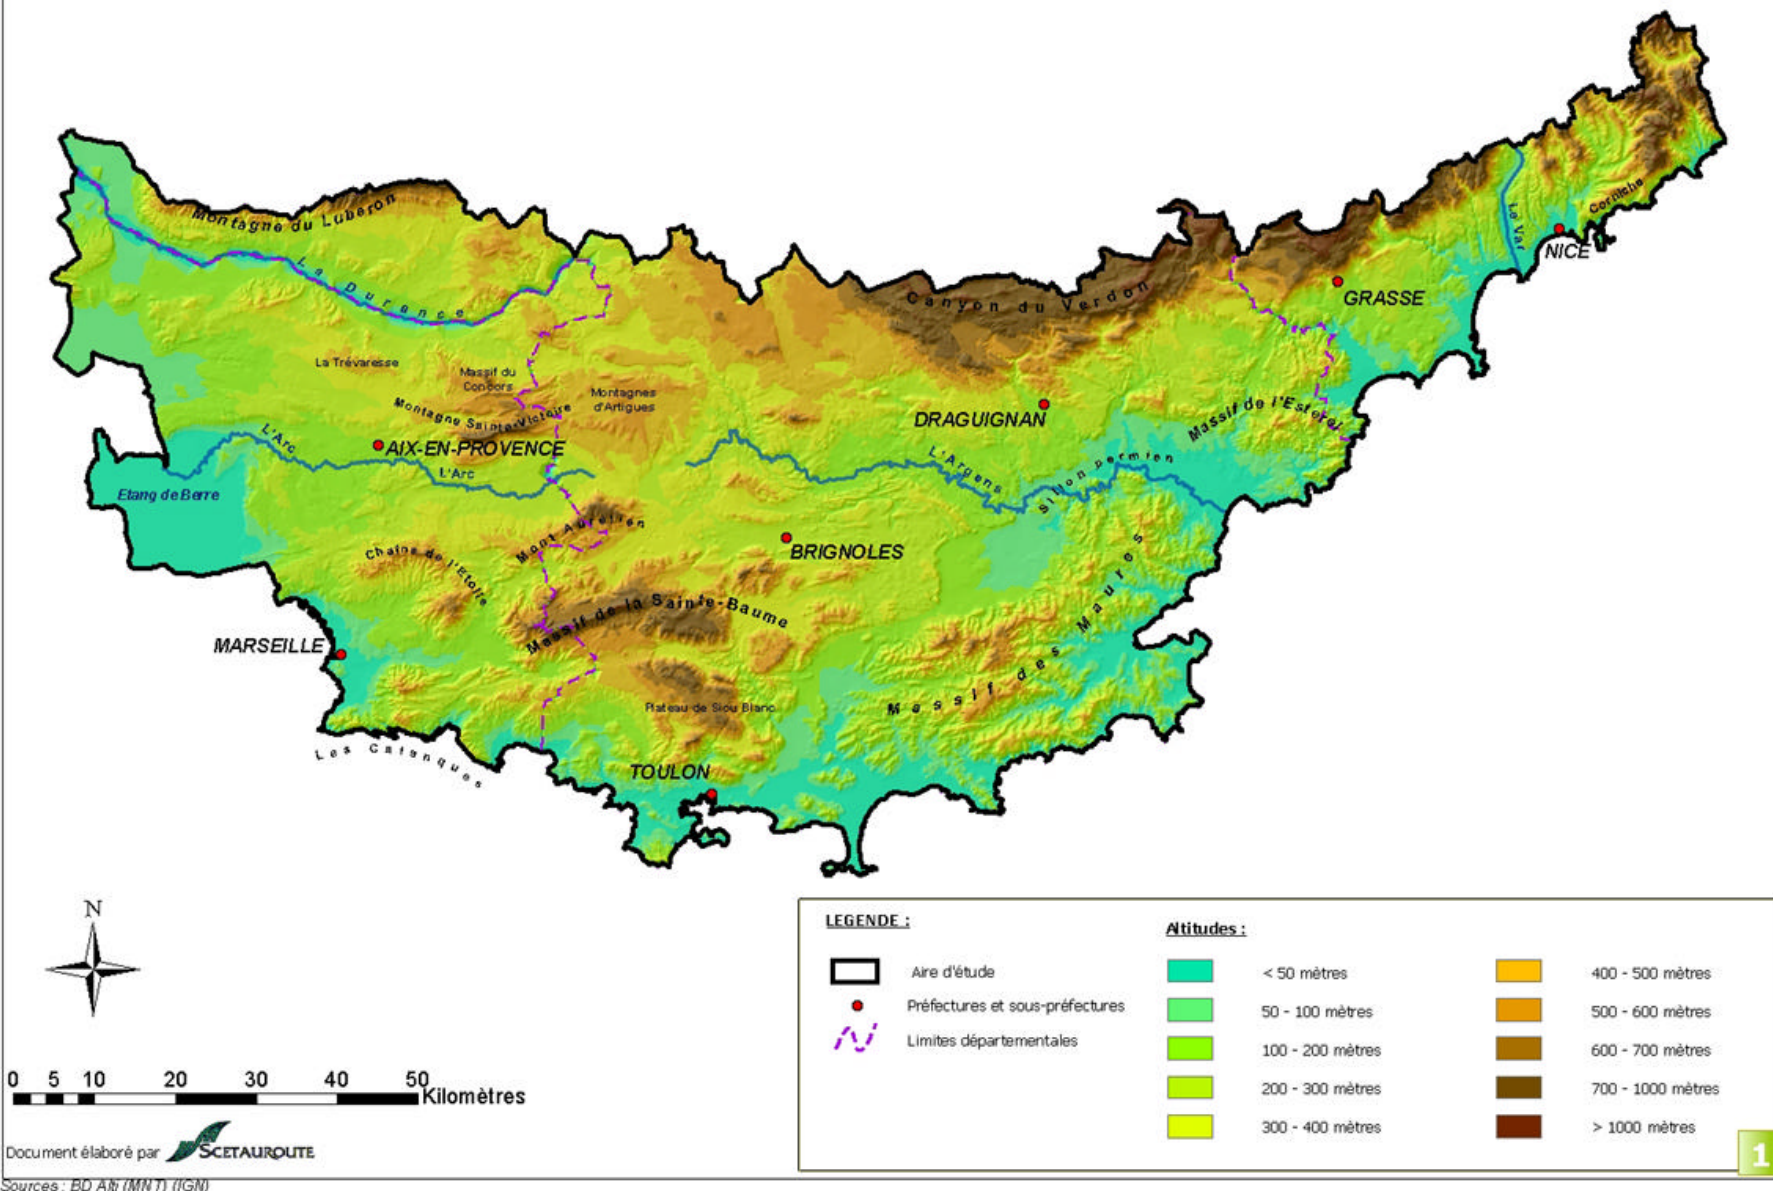 Montagne du Luberon
La Durance
La Trévaresse
Massif du
Concors
Montagne Sainte-Victoire
Montagnes
d'Artigues
Canyon du Verdon
Le Var
Corniche
NICE
GRASSE
DRAGUIGNAN
Massif de l'Esterel
L'Arc
AIX-EN-PROVENCE
L'Arc
L'Argens
Sillon permien
Etang de Berre
Mont Aurélien
BRIGNOLES
Chaîne de l'Etoile
Massif de la Sainte-Baume
Massif des Maures
MARSEILLE
Plateau de Siou Blanc
Les Calanques
TOULON
N
0 5 10 20 30 40 50
Kilomètres
Document élaboré par SCETAUROUTE
Sources : BD Alti (MNT) (IGN)
LEGENDE :
Aire d'étude
Préfectures et sous-préfectures
Limites départementales
Altitudes :
< 50 mètres
50 - 100 mètres
100 - 200 mètres
200 - 300 mètres
300 - 400 mètres
400 - 500 mètres
500 - 600 mètres
600 - 700 mètres
700 - 1000 mètres
> 1000 mètres
1